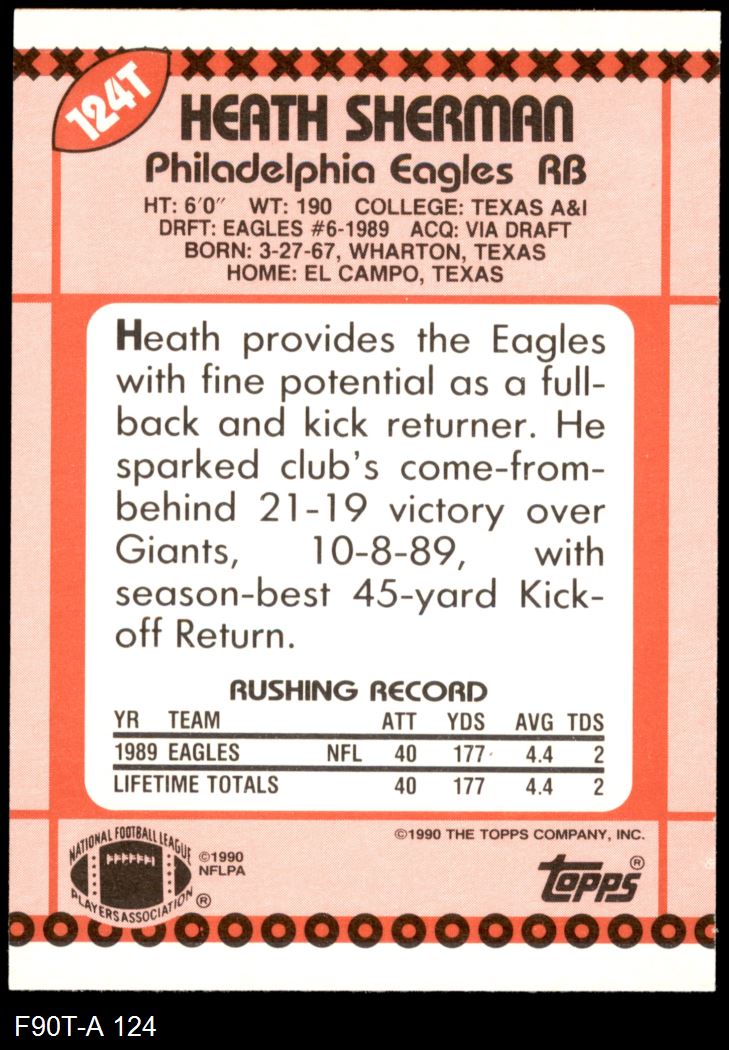 124T
HEATH SHERMAN
Philadelphia Eagles RB
HT: 6'0" WT: 190 COLLEGE: TEXAS A&I
DRFT: EAGLES #6-1989 ACQ: VIA DRAFT
BORN: 3-27-67, WHARTON, TEXAS
HOME: EL CAMPO, TEXAS
Heath provides the Eagles
with fine potential as a full-
back and kick returner. He
sparked club's come-from-
behind 21-19 victory over
Giants, 10-8-89, with
season-best 45-yard Kick-
off Return.
RUSHING RECORD
YR TEAM ATT YDS AVG TDS
1989 EAGLES NFL 40 177 4.4 2
LIFETIME TOTALS 40 177 4.4 2
©1990 THE TOPPS COMPANY, INC.
NATIONAL FOOTBALL LEAGUE
PLAYERS ASSOCIATION ®
©1990
NFLPA
Topps®
F90T-A 124